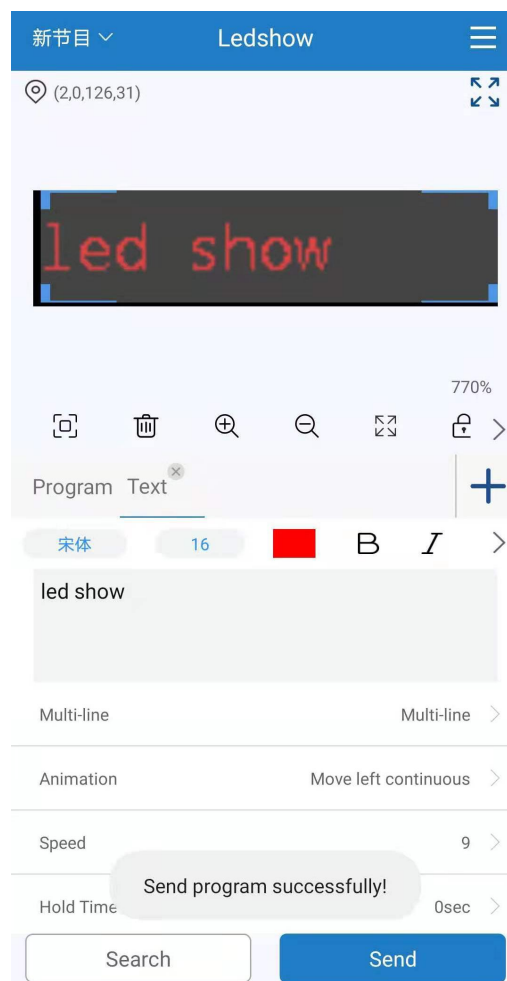 新节目 Ledshow
(2,0,126,31)
led show
770%
Program Text
宋体 16 B I
led show
Multi-line Multi-line
Animation Move left continuous
Speed 9
Send program successfully!
Hold Time 0sec
Search Send